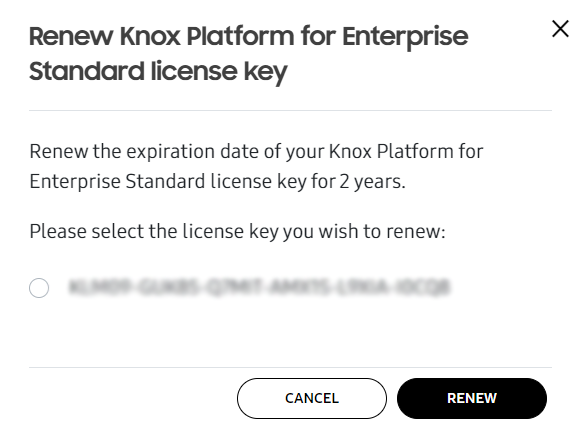 Renew Knox Platform for Enterprise
Standard license key
Renew the expiration date of your Knox Platform for
Enterprise Standard license key for 2 years.
Please select the license key you wish to renew:
CANCEL
RENEW